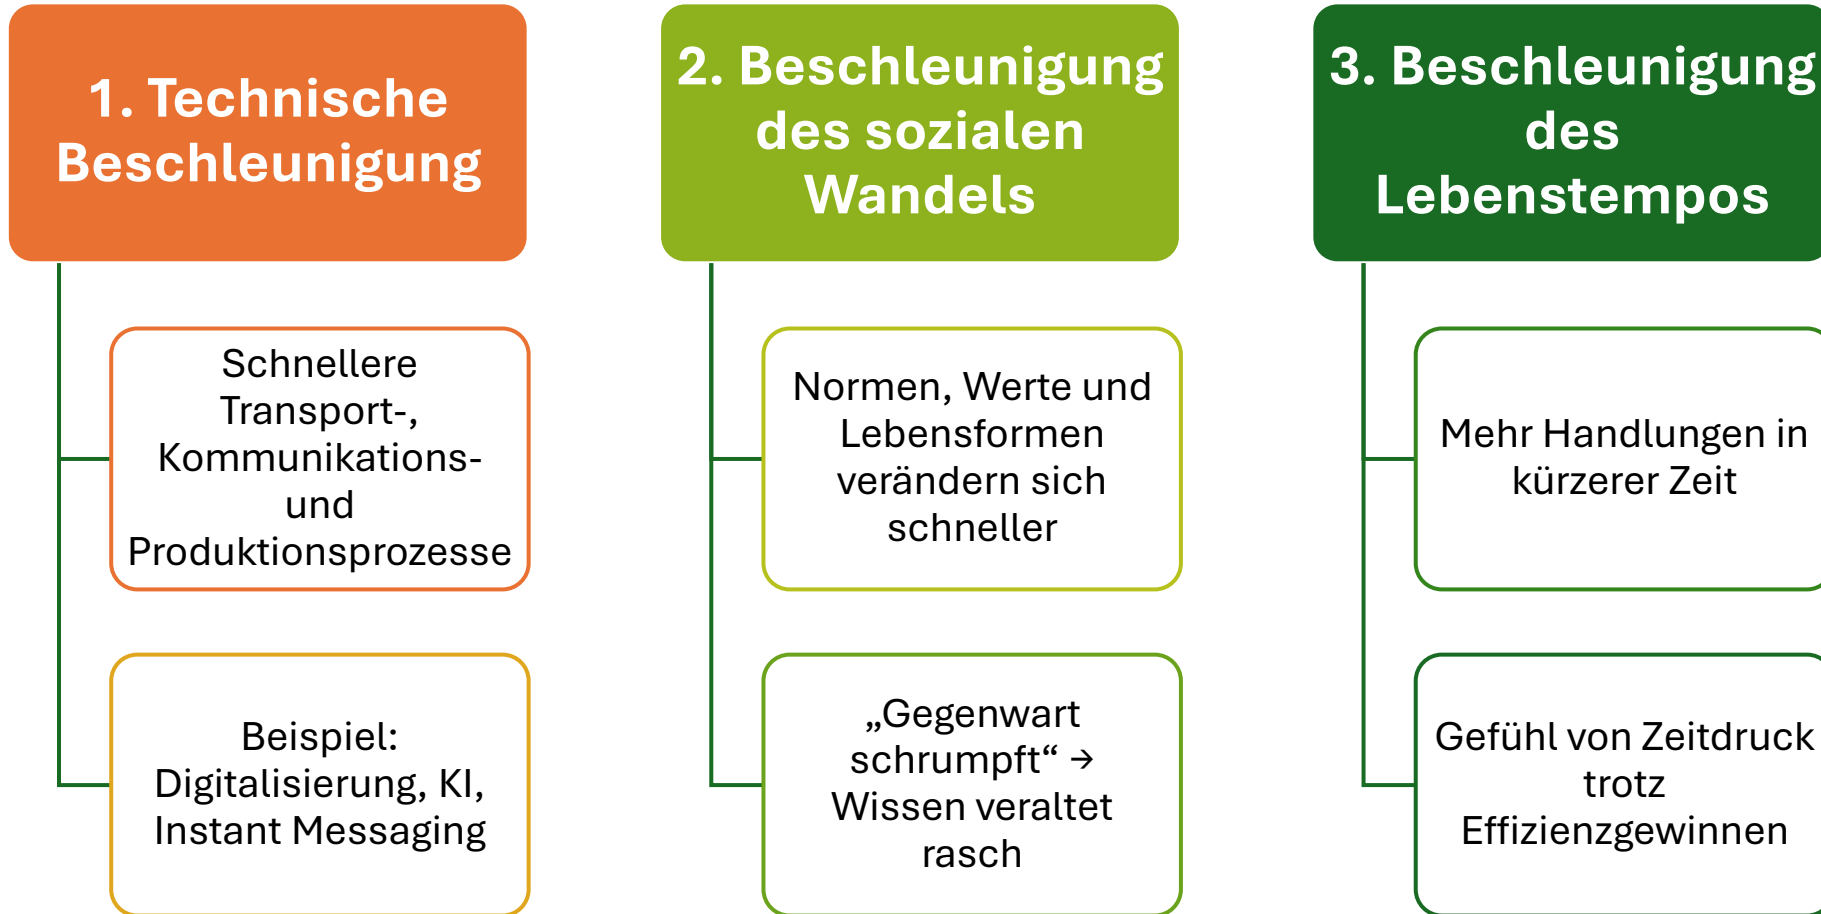 1. Technische
Beschleunigung
Schnellere
Transport-,
Kommunikations-
und
Produktionsprozesse
Beispiel:
Digitalisierung, KI,
Instant Messaging
2. Beschleunigung
des sozialen
Wandels
Normen, Werte und
Lebensformen
verändern sich
schneller
„Gegenwart
schrumpft“ →
Wissen veraltet
rasch
3. Beschleunigung
des
Lebenstempos
Mehr Handlungen in
kürzerer Zeit
Gefühl von Zeitdruck
trotz
Effizienzgewinnen